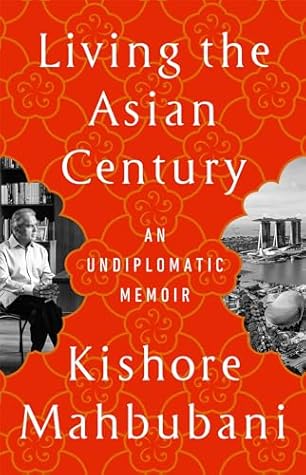 Living the
Asian
Century
AN
UNDIPLOMATIC
MEMOIR
Kishore
Mahbubani